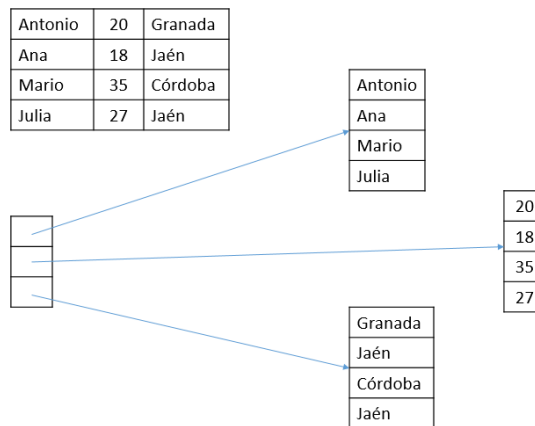 Antonio 20 Granada
Ana 18 Jaén
Mario 35 Córdoba
Julia 27 Jaén
Antonio
Ana
Mario
Julia
20
18
35
27
Granada
Jaén
Córdoba
Jaén